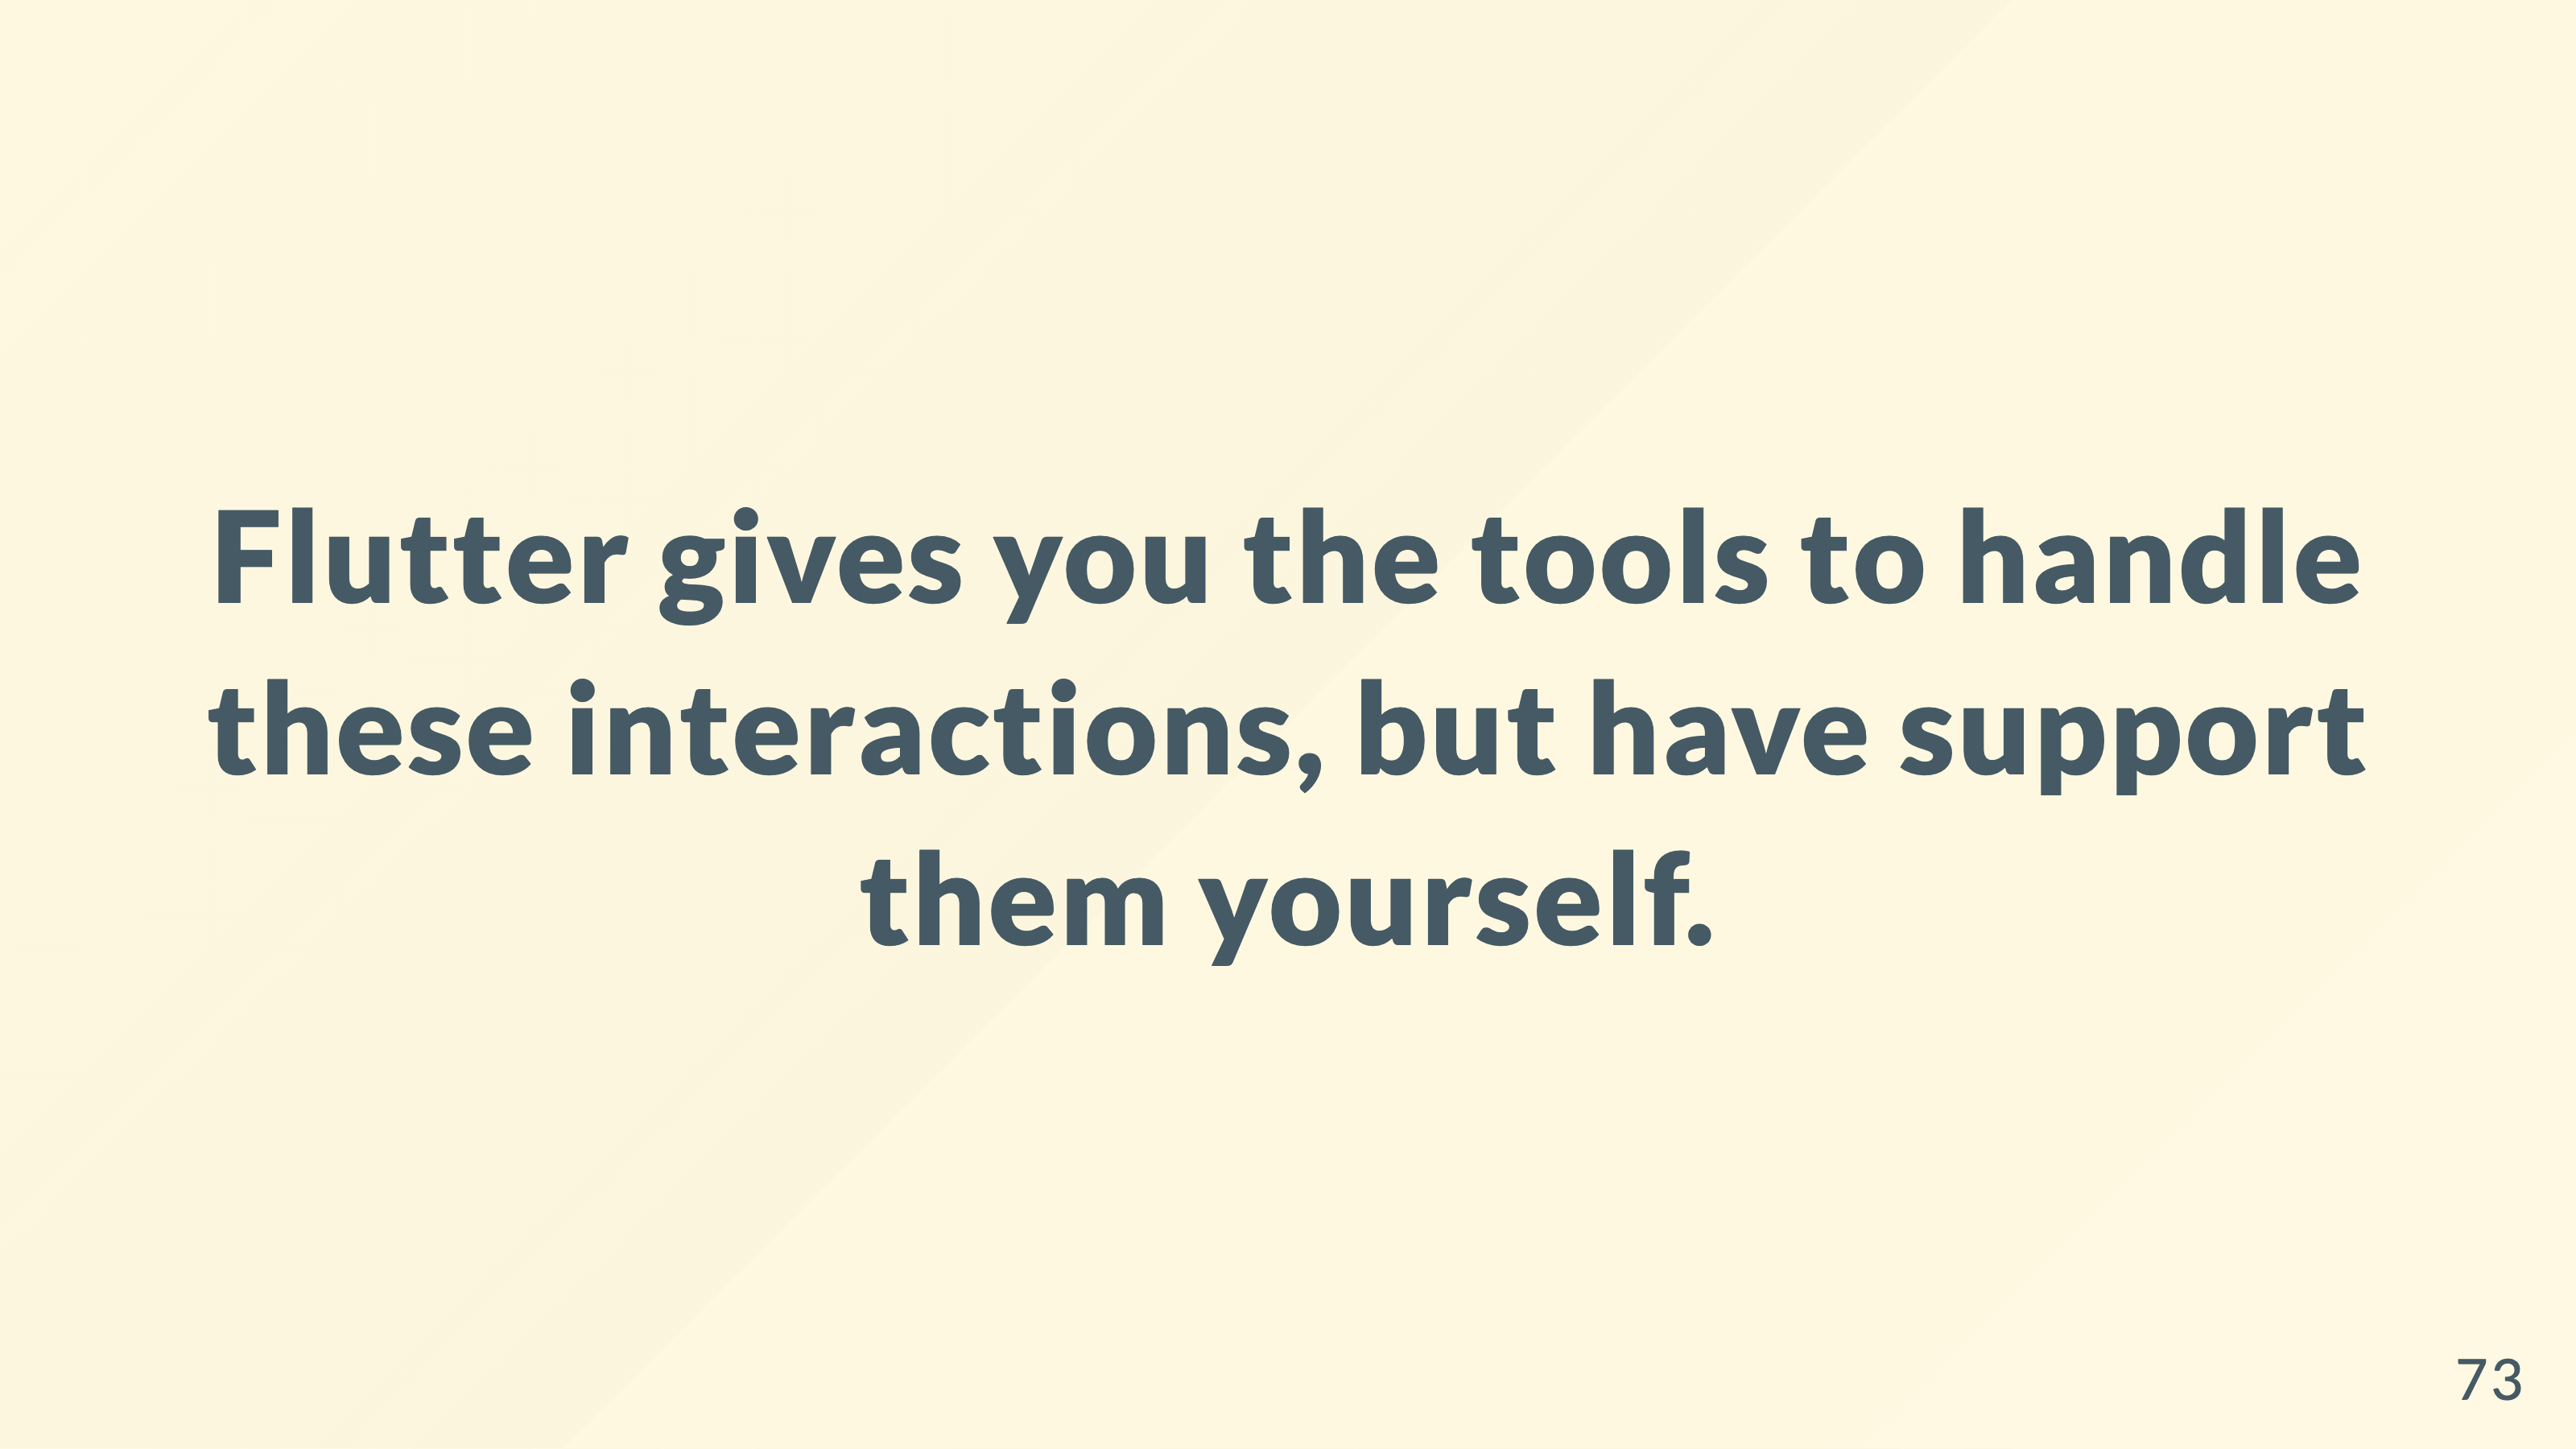 Flutter gives you the tools to handle
these interactions, but have support
them yourself.
73